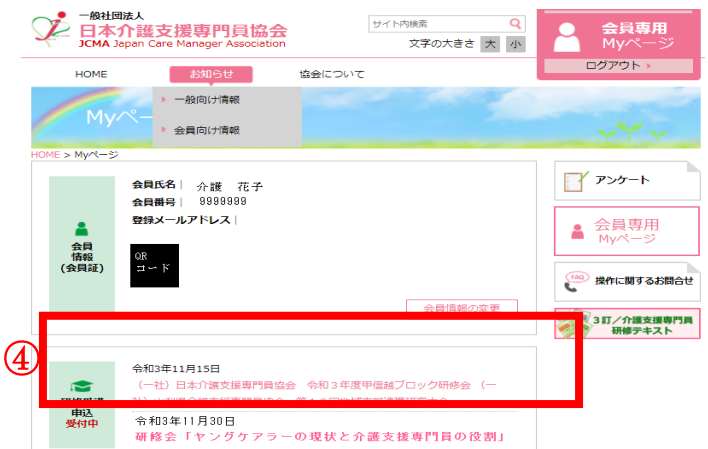 一般社団法人
日本介護支援専門員協会
JCMA Japan Care Manager Association
サイト内検索
文字の大きさ 大 小
会員専用
Myページ
ログアウト
HOME お知らせ 協会について
一般向け情報
会員向け情報
Myペー
HOME > Myページ
会員氏名 | 介護 花子
会員番号 | 9999999
登録メールアドレス |
会員
情報
(会員証)
QR
コード
会員情報の変更
アンケート
会員専用
Myページ
FAQ 操作に関するお問合せ
3訂/介護支援専門員
研修テキスト
④
令和3年11月15日
(一社)日本介護支援専門員協会 令和3年度甲信越ブロック研修会 (一
申込
受付中
令和3年11月30日
研修会「ヤングケアラーの現状と介護支援専門員の役割」